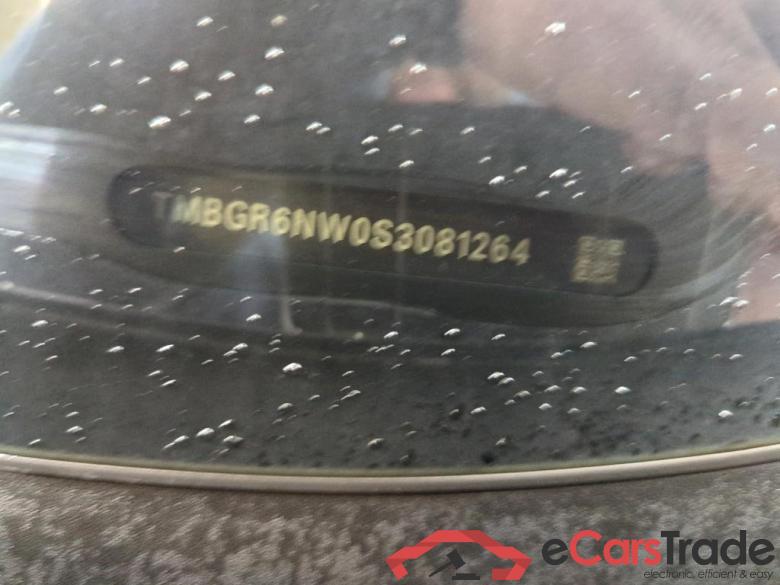 TMBGR6NW0S3081264
eCarsTrade
electronic, efficient & easy